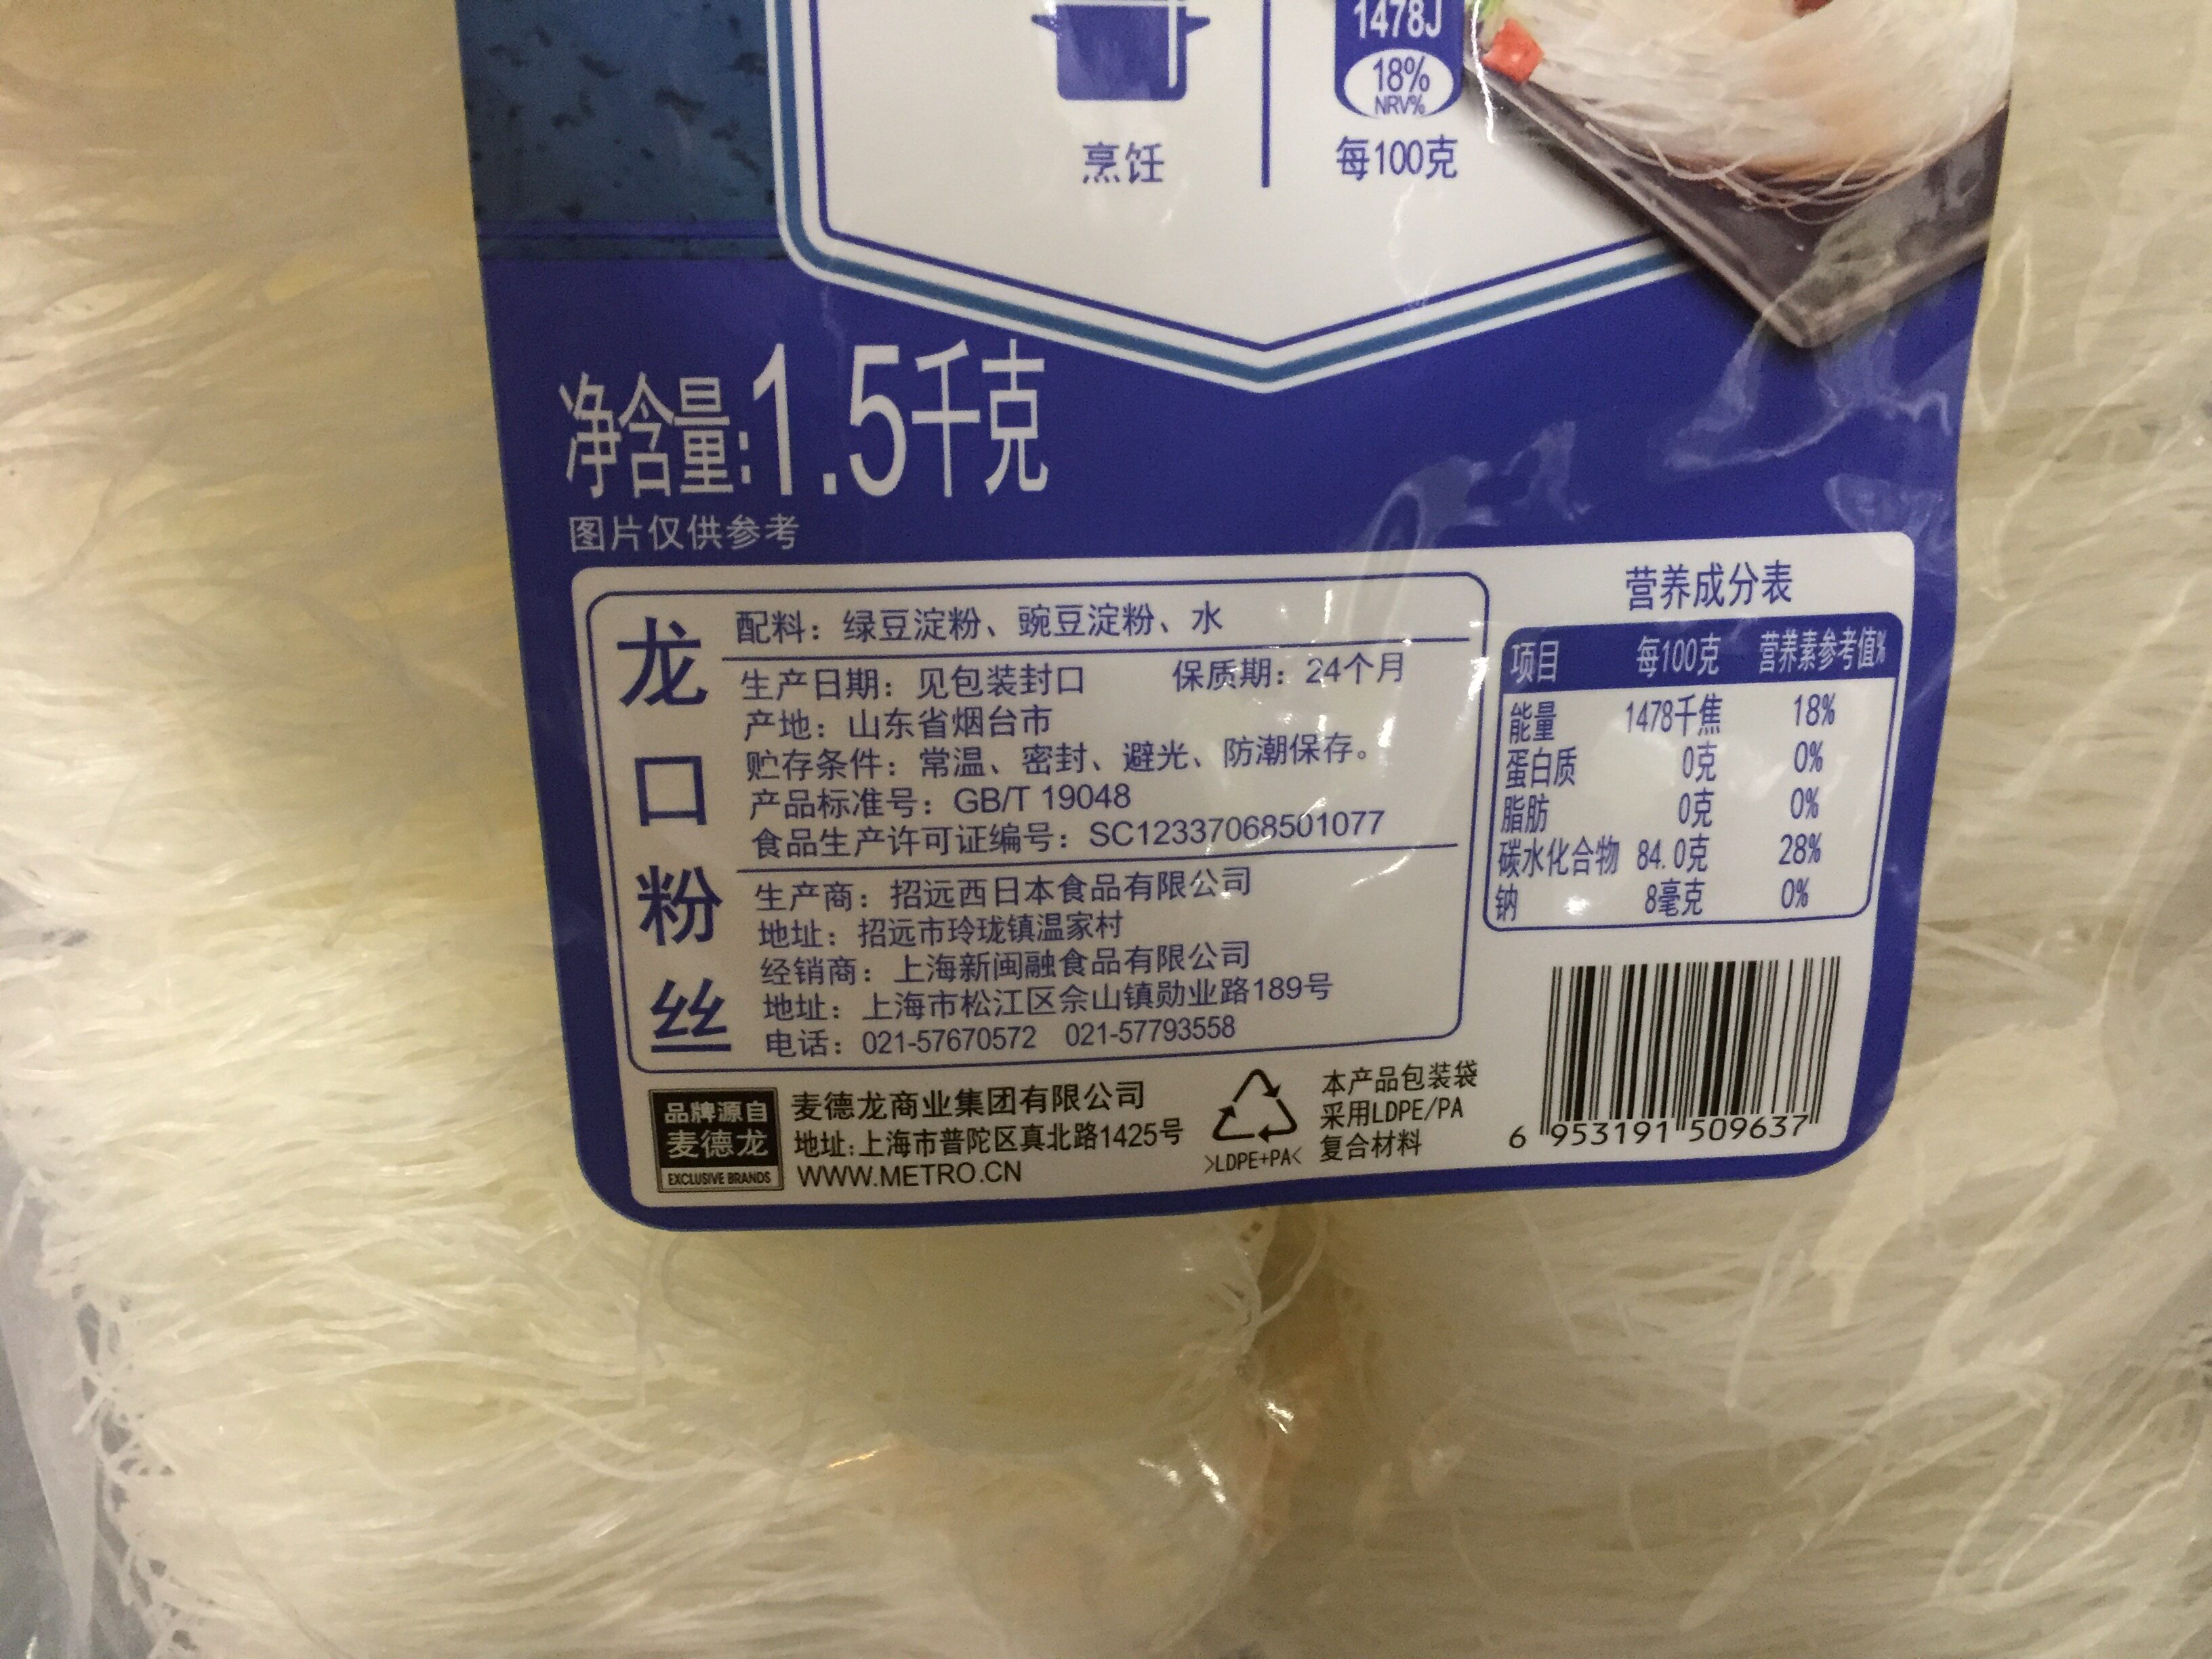 1478J
18%
NRV%
烹饪
每100克
净含量:1.5千克
图片仅供参考
龙口粉丝
配料：绿豆淀粉、豌豆淀粉、水
生产日期：见包装封口 保质期：24个月
产地：山东省烟台市
贮存条件：常温、密封、避光、防潮保存。
产品标准号：GB/T 19048
食品生产许可证编号：SC12337068501077
生产商：招远西日本食品有限公司
地址：招远市玲珑镇温家村
经销商：上海新闽融食品有限公司
地址：上海市松江区佘山镇勋业路189号
电话：021-57670572 021-57793558
营养成分表
项目 每100克 营养素参考值%
能量 1478千焦 18%
蛋白质 0克 0%
脂肪 0克 0%
碳水化合物 84.0克 28%
钠 8毫克 0%
品牌源自
麦德龙
EXCLUSIVE BRANDS
麦德龙商业集团有限公司
地址:上海市普陀区真北路1425号
WWW.METRO.CN
>LDPE+PA<
本产品包装袋
采用LDPE/PA
复合材料
6 953191 509637